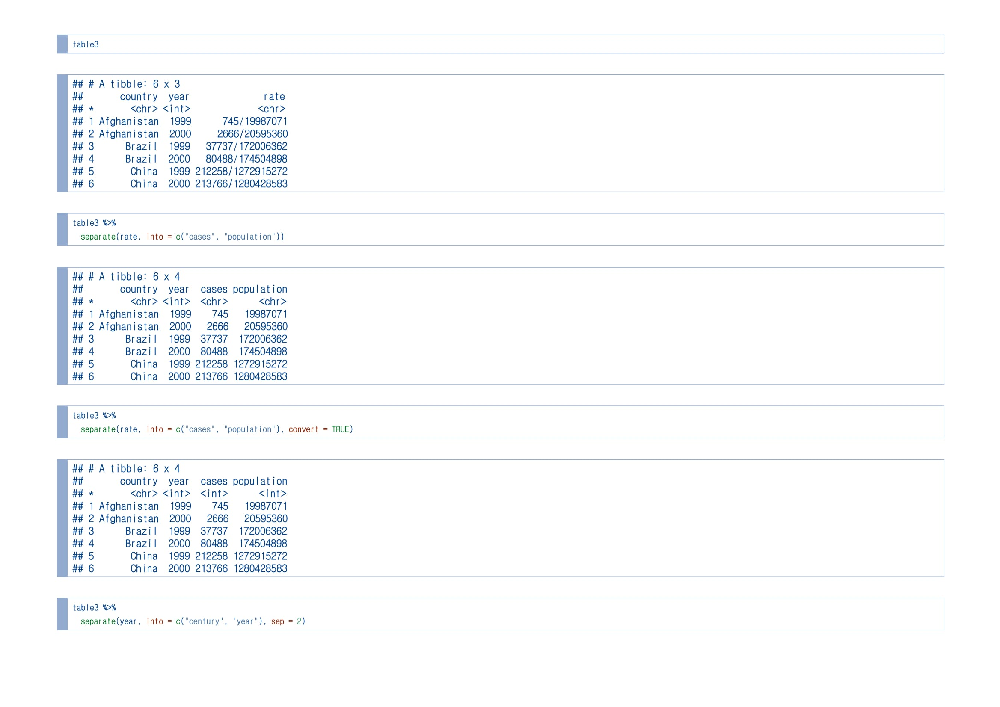 table3
## # A tibble: 6 x 3
##       country  year              rate
## *       <chr> <int>             <chr>
## 1 Afghanistan  1999      745/19987071
## 2 Afghanistan  2000     2666/20595360
## 3      Brazil  1999   37737/172006362
## 4      Brazil  2000   80488/174504898
## 5       China  1999 212258/1272915272
## 6       China  2000 213766/1280428583
table3 %>%
  separate(rate, into = c("cases", "population"))
## # A tibble: 6 x 4
##       country  year  cases population
## *       <chr> <int>  <chr>      <chr>
## 1 Afghanistan  1999    745   19987071
## 2 Afghanistan  2000   2666   20595360
## 3      Brazil  1999  37737  172006362
## 4      Brazil  2000  80488  174504898
## 5       China  1999 212258 1272915272
## 6       China  2000 213766 1280428583
table3 %>%
  separate(rate, into = c("cases", "population"), convert = TRUE)
## # A tibble: 6 x 4
##       country  year  cases population
## *       <chr> <int>  <int>      <int>
## 1 Afghanistan  1999    745   19987071
## 2 Afghanistan  2000   2666   20595360
## 3      Brazil  1999  37737  172006362
## 4      Brazil  2000  80488  174504898
## 5       China  1999 212258 1272915272
## 6       China  2000 213766 1280428583
table3 %>%
  separate(year, into = c("century", "year"), sep = 2)